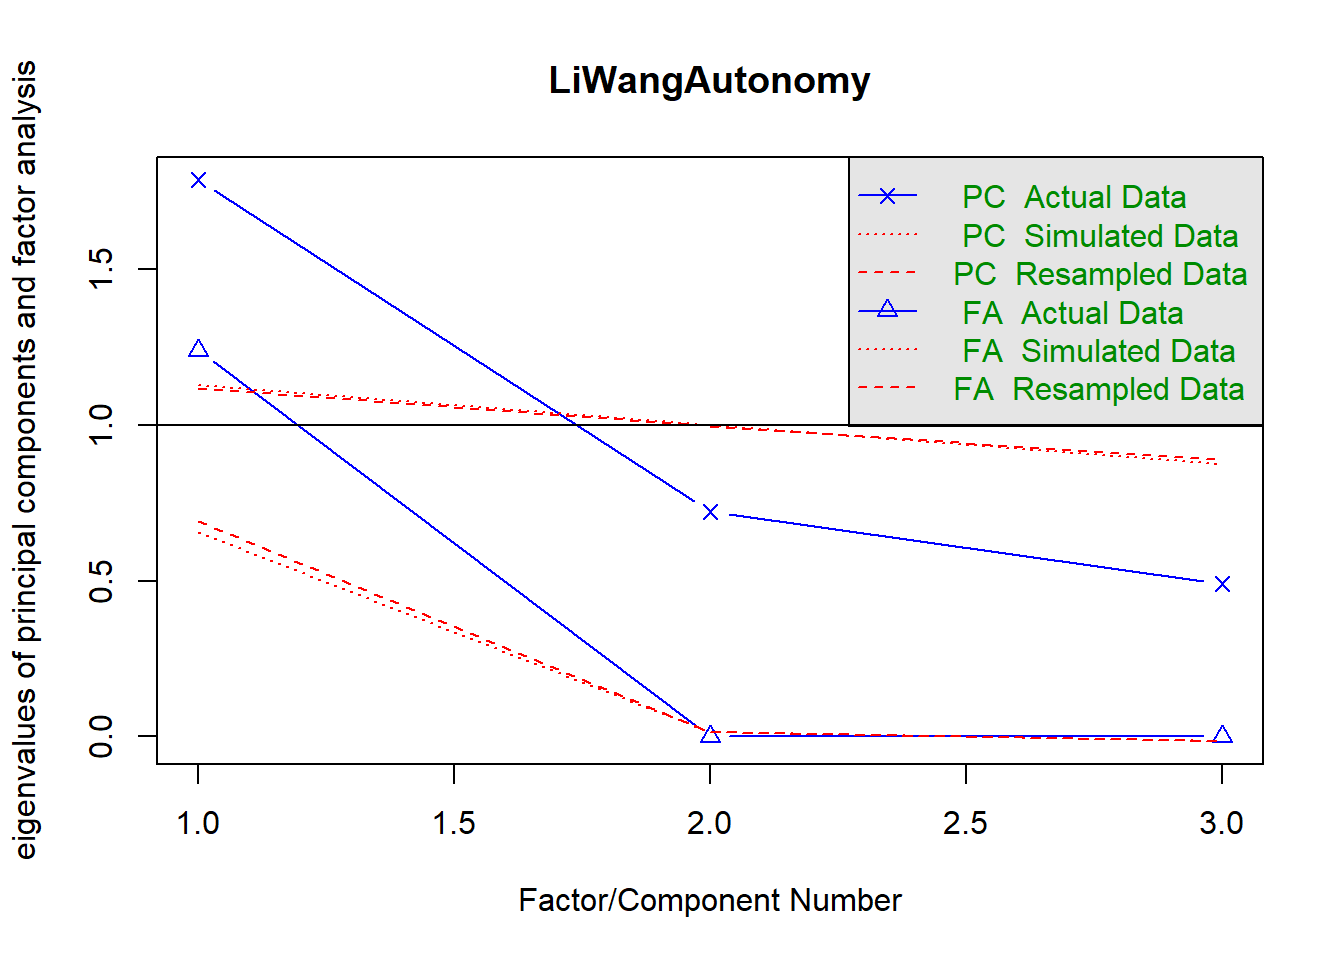 LiWangAutonomy
eigenvalues of principal components and factor analysis
1.5
1.0
0.5
0.0
PC Actual Data
PC Simulated Data
PC Resampled Data
FA Actual Data
FA Simulated Data
FA Resampled Data
1.0 1.5 2.0 2.5 3.0
Factor/Component Number